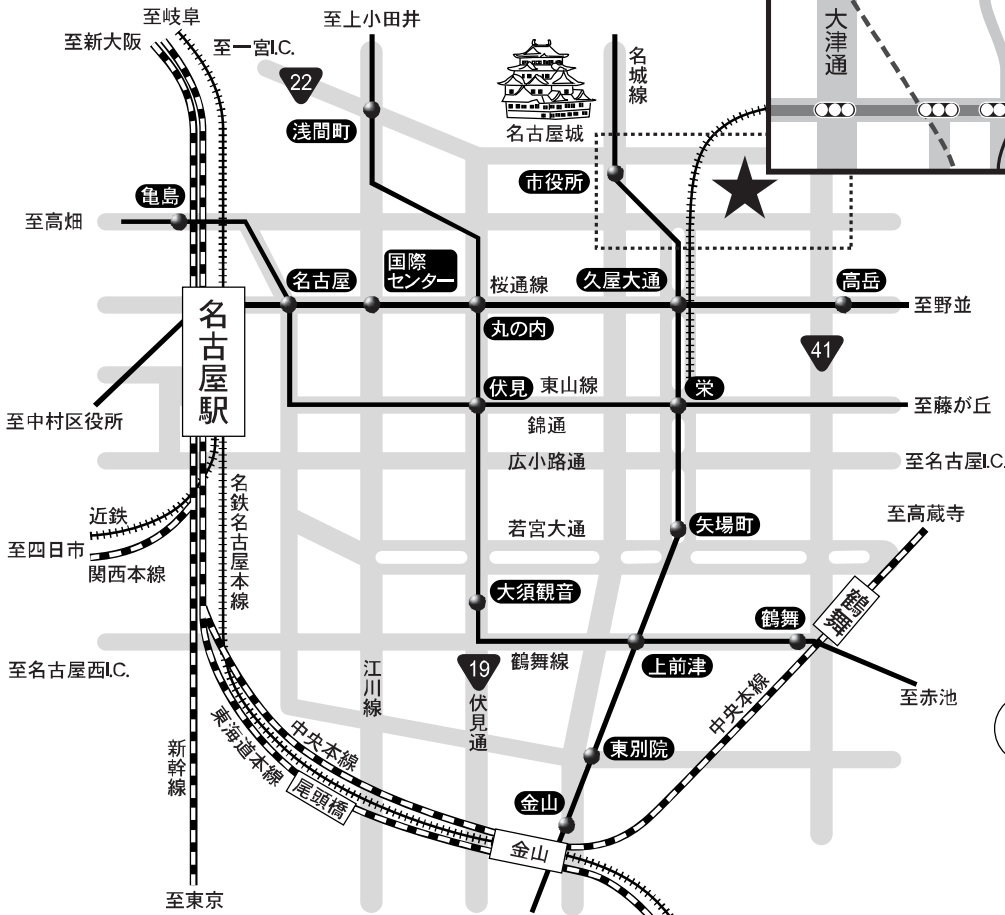 至岐阜
至上小田井
至新大阪
至一宮I.C.
大津通
名城線
22
浅間町
名古屋城
市役所
亀島
至高畑
国際
センター
名古屋
桜通線
久屋大通
高岳
至野並
名古屋駅
丸の内
41
伏見
東山線
栄
至藤が丘
至中村区役所
錦通
広小路通
至名古屋I.C.
名鉄名古屋本線
近鉄
若宮大通
矢場町
至高蔵寺
至四日市
関西本線
大須観音
鶴舞
鶴舞
至名古屋西I.C.
鶴舞線
上前津
19
江川線
伏見通
至赤池
中央本線
東海道本線
中央本線
新幹線
東別院
尾頭橋
金山
金山
至東京